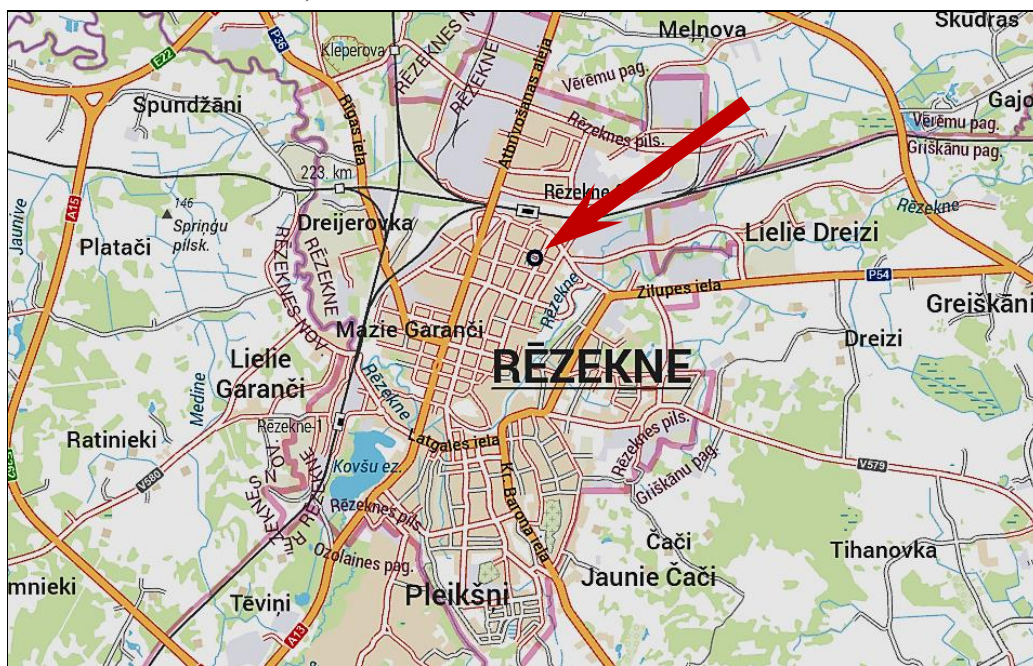 Skudras
Meļņova
P36
E22
Kleperova
RĒZEKNES N
RĒZEKNE
Atbrīvošanas aleja
Vērēmu pag.
Rēzeknes pils.
Gajo
Vērēmu pag.
Griškānu pag.
Spundžāni
Rīgas iela
223. km
Rēzekne
Rēzekne
146
Spriņģu
pilsk.
Dreijerovka
Jaunive
A15
Platači
RĒZEKNES NOV.
RĒZEKNE
Lielie Dreizi
P54
Zilupes iela
Rēzekne
Greiškāni
Mazie Garanči
Dreizi
RĒZEKNE
Lielie
Garanči
Medine
Rēzekne
Rēzekne-1
Latgales iela
Ratinieki
Kovšu ez.
Kr. Barona iela
Rēzeknes pils.
Griškānu pag.
V579
V580
RĒZEKNE
Rēzeknes pils.
Ozolaines pag.
Čači
Tihanovka
Jaunie Čači
mnieki
Tēviņi
Pleikšņi
A13